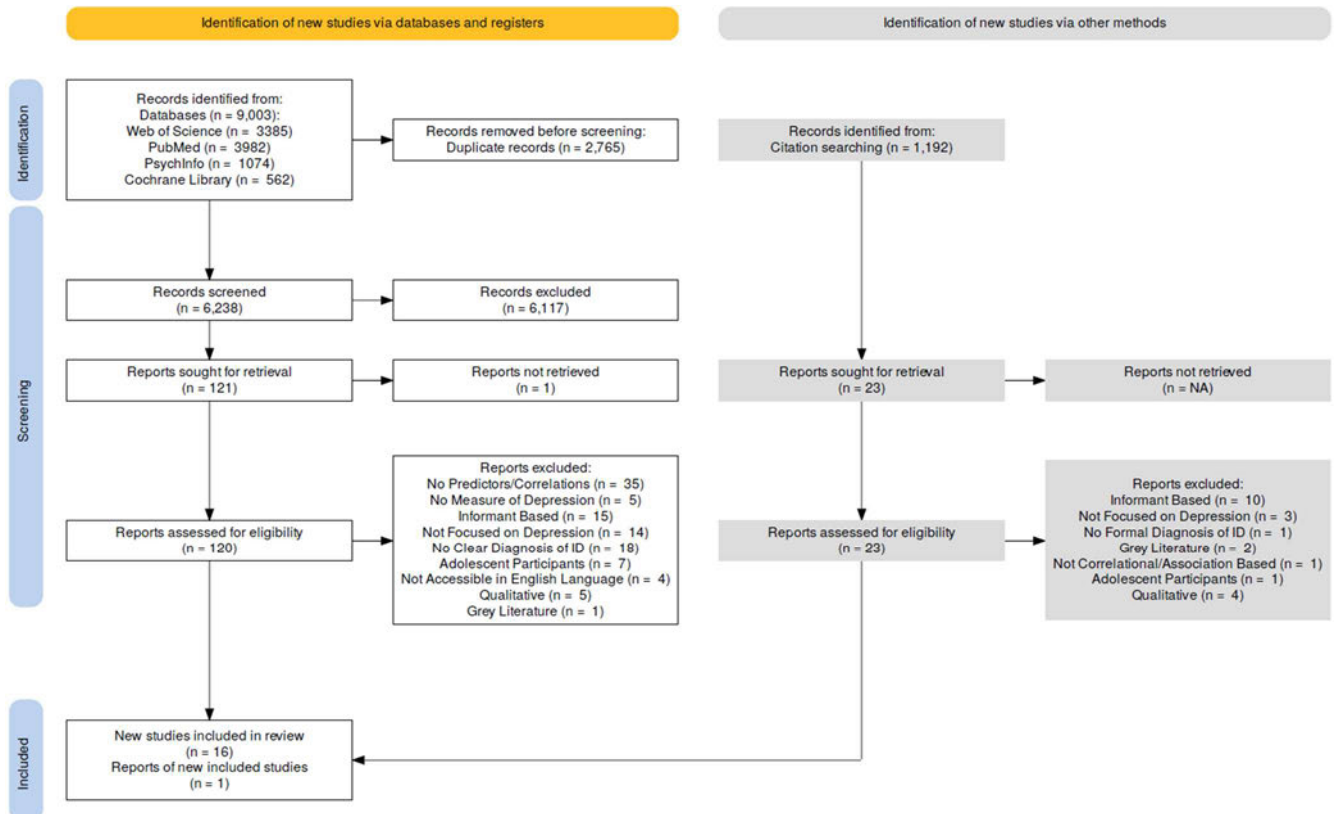 Identification of new studies via databases and registers
Identification of new studies via other methods
Identification
Records identified from:
Databases (n = 9,003):
Web of Science (n = 3385)
PubMed (n = 3982)
PsychInfo (n = 1074)
Cochrane Library (n = 562)
Records removed before screening:
Duplicate records (n = 2,765)
Records identified from:
Citation searching (n = 1,192)
Screening
Records screened
(n = 6,238)
Records excluded
(n = 6,117)
Reports sought for retrieval
(n = 121)
Reports not retrieved
(n = 1)
Reports sought for retrieval
(n = 23)
Reports not retrieved
(n = NA)
Reports assessed for eligibility
(n = 120)
Reports excluded:
No Predictors/Correlations (n = 35)
No Measure of Depression (n = 5)
Informant Based (n = 15)
Not Focused on Depression (n = 14)
No Clear Diagnosis of ID (n = 18)
Adolescent Participants (n = 7)
Not Accessible in English Language (n = 4)
Qualitative (n = 5)
Grey Literature (n = 1)
Reports assessed for eligibility
(n = 23)
Reports excluded:
Informant Based (n = 10)
Not Focused on Depression (n = 3)
No Formal Diagnosis of ID (n = 1)
Grey Literature (n = 2)
Not Correlational/Association Based (n = 1)
Adolescent Participants (n = 1)
Qualitative (n = 4)
Included
New studies included in review
(n = 16)
Reports of new included studies
(n = 1)